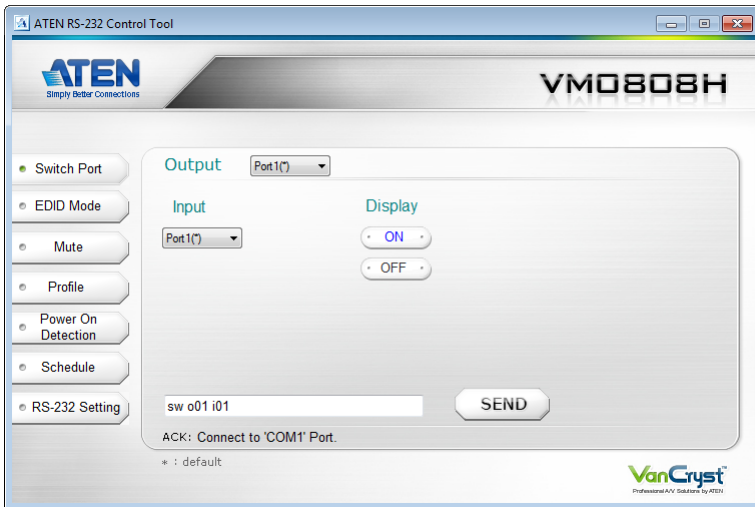 ATEN RS-232 Control Tool
ATEN
Simply Better Connections
VM0808H
Switch Port
EDID Mode
Mute
Profile
Power On
Detection
Schedule
RS-232 Setting
Output Port1(*)
Input Display
Port1(*) ON
OFF
sw o01 i01 SEND
ACK: Connect to 'COM1' Port.
* : default
VanCryst™
Professional A/V Solutions by ATEN